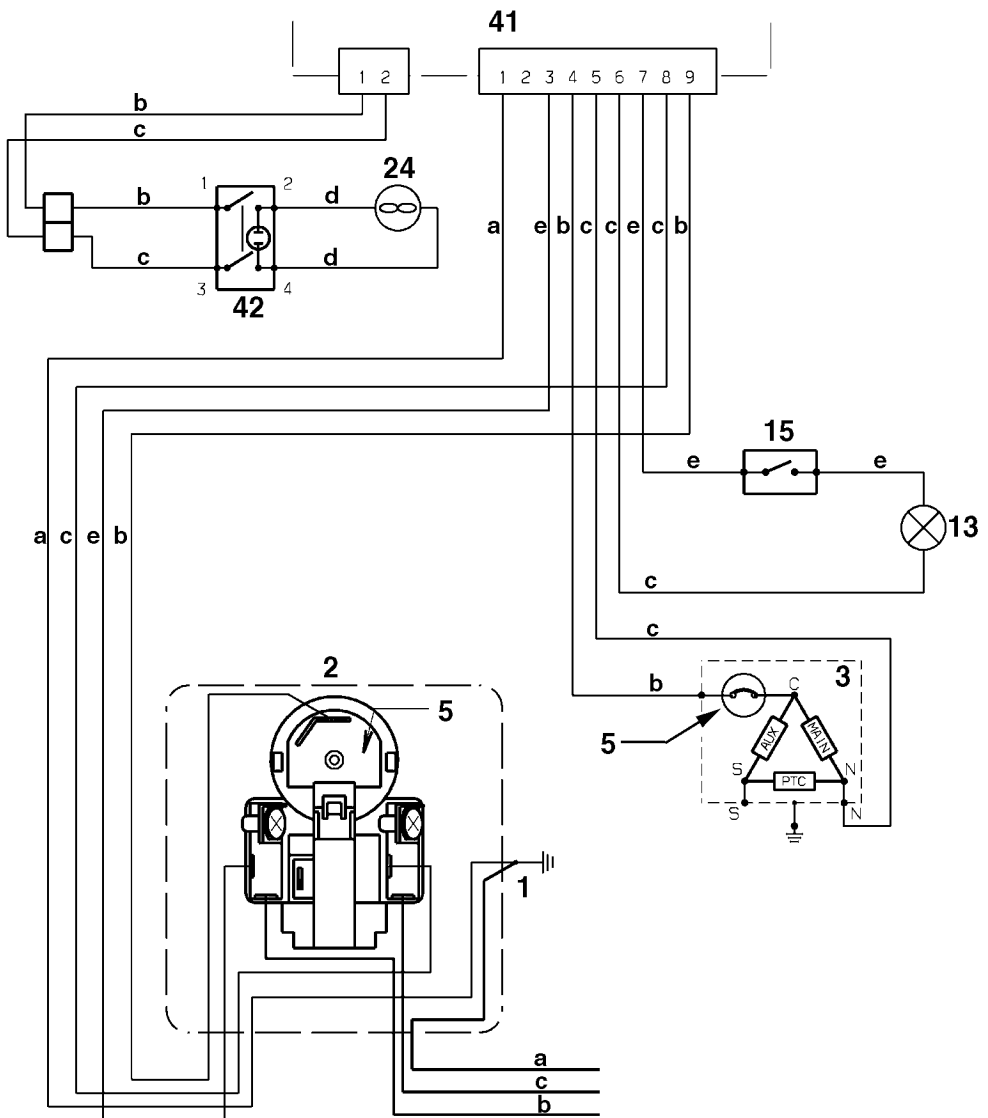 41
1 2
1 2 3 4 5 6 7 8 9
b
c
24
1 b 2 d
a e b c c e c b
c d
3 42 4
15
e e
a c e b
13
c
c
2
3
b C
5
5
AUX MAIN
S PTC N
S N
1
a
c
b